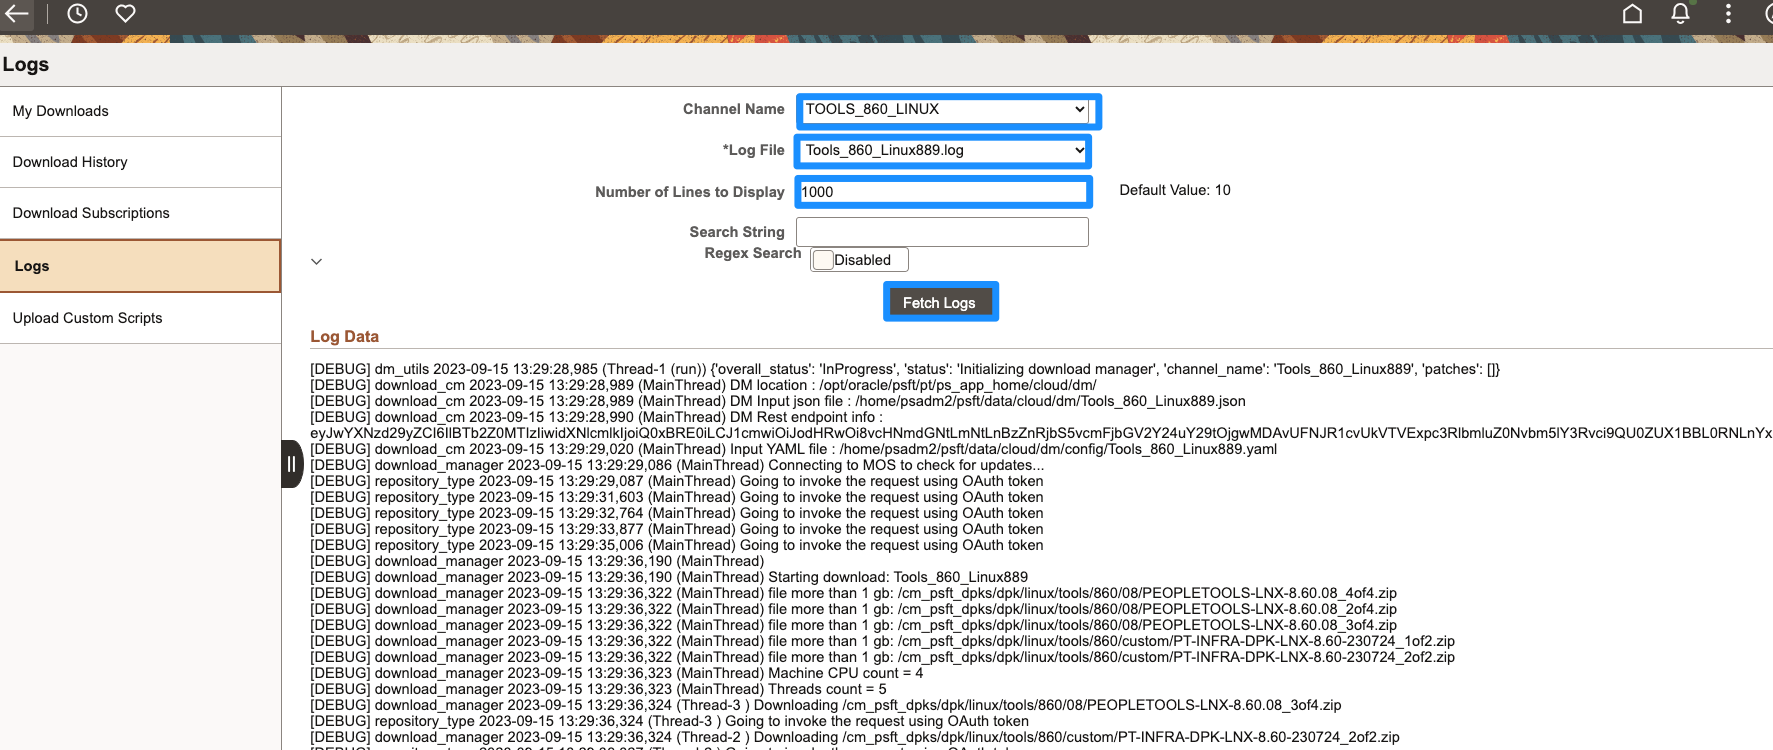 Logs
My Downloads
Download History
Download Subscriptions
Logs
Upload Custom Scripts
Channel Name TOOLS_860_LINUX
*Log File Tools_860_Linux889.log
Number of Lines to Display 1000 Default Value: 10
Search String
Regex Search Disabled
Fetch Logs
Log Data
[DEBUG] dm_utils 2023-09-15 13:29:28,985 (Thread-1 (run)) {'overall_status': 'InProgress', 'status': 'Initializing download manager', 'channel_name': 'Tools_860_Linux889', 'patches': []}
[DEBUG] download_cm 2023-09-15 13:29:28,989 (MainThread) DM location : /opt/oracle/psft/pt/ps_app_home/cloud/dm/
[DEBUG] download_cm 2023-09-15 13:29:28,989 (MainThread) DM Input json file : /home/psadm2/psft/data/cloud/dm/Tools_860_Linux889.json
[DEBUG] download_cm 2023-09-15 13:29:28,990 (MainThread) DM Rest endpoint info :
[DEBUG] download_cm 2023-09-15 13:29:29,020 (MainThread) Input YAML file : /home/psadm2/psft/data/cloud/dm/config/Tools_860_Linux889.yaml
[DEBUG] download_manager 2023-09-15 13:29:29,086 (MainThread) Connecting to MOS to check for updates...
[DEBUG] repository_type 2023-09-15 13:29:29,087 (MainThread) Going to invoke the request using OAuth token
[DEBUG] repository_type 2023-09-15 13:29:31,603 (MainThread) Going to invoke the request using OAuth token
[DEBUG] repository_type 2023-09-15 13:29:32,764 (MainThread) Going to invoke the request using OAuth token
[DEBUG] repository_type 2023-09-15 13:29:33,877 (MainThread) Going to invoke the request using OAuth token
[DEBUG] repository_type 2023-09-15 13:29:35,006 (MainThread) Going to invoke the request using OAuth token
[DEBUG] download_manager 2023-09-15 13:29:36,190 (MainThread)
[DEBUG] download_manager 2023-09-15 13:29:36,190 (MainThread) Starting download: Tools_860_Linux889
[DEBUG] download_manager 2023-09-15 13:29:36,322 (MainThread) file more than 1 gb: /cm_psft_dpks/dpk/linux/tools/860/08/PEOPLETOOLS-LNX-8.60.08_4of4.zip
[DEBUG] download_manager 2023-09-15 13:29:36,322 (MainThread) file more than 1 gb: /cm_psft_dpks/dpk/linux/tools/860/08/PEOPLETOOLS-LNX-8.60.08_2of4.zip
[DEBUG] download_manager 2023-09-15 13:29:36,322 (MainThread) file more than 1 gb: /cm_psft_dpks/dpk/linux/tools/860/08/PEOPLETOOLS-LNX-8.60.08_3of4.zip
[DEBUG] download_manager 2023-09-15 13:29:36,322 (MainThread) file more than 1 gb: /cm_psft_dpks/dpk/linux/tools/860/custom/PT-INFRA-DPK-LNX-8.60-230724_1of2.zip
[DEBUG] download_manager 2023-09-15 13:29:36,322 (MainThread) file more than 1 gb: /cm_psft_dpks/dpk/linux/tools/860/custom/PT-INFRA-DPK-LNX-8.60-230724_2of2.zip
[DEBUG] download_manager 2023-09-15 13:29:36,323 (MainThread) Machine CPU count = 4
[DEBUG] download_manager 2023-09-15 13:29:36,323 (MainThread) Threads count = 5
[DEBUG] download_manager 2023-09-15 13:29:36,324 (Thread-3 ) Downloading /cm_psft_dpks/dpk/linux/tools/860/08/PEOPLETOOLS-LNX-8.60.08_3of4.zip
[DEBUG] repository_type 2023-09-15 13:29:36,324 (Thread-3 ) Going to invoke the request using OAuth token
[DEBUG] download_manager 2023-09-15 13:29:36,324 (Thread-2 ) Downloading /cm_psft_dpks/dpk/linux/tools/860/custom/PT-INFRA-DPK-LNX-8.60-230724_2of2.zip